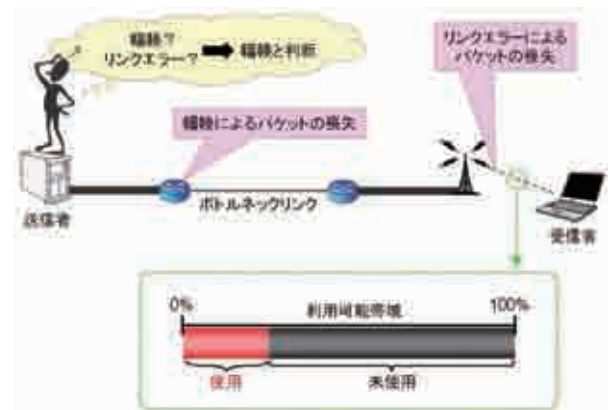 輻輳?
リンクエラー? ➡ 輻輳と判断
リンクエラーによる
パケットの損失
輻輳によるパケットの損失
送信者
ボトルネックリンク
受信者
0% 利用可能帯域 100%
使用 未使用